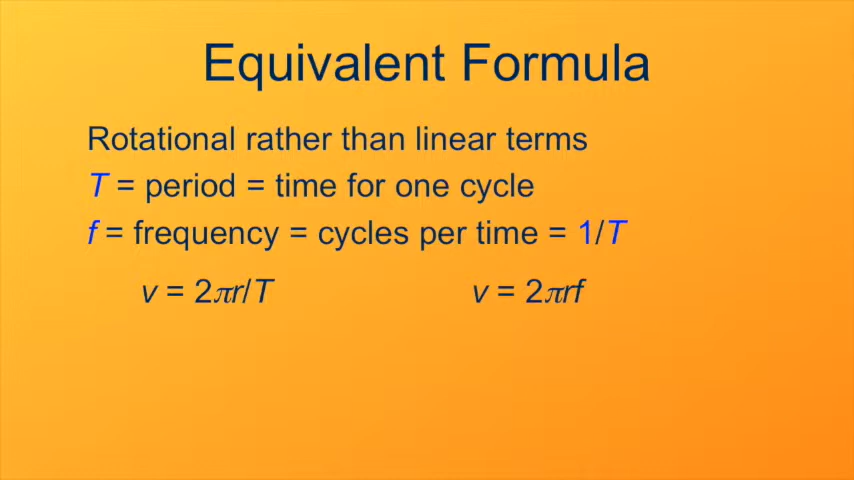 Equivalent Formula
Rotational rather than linear terms
T = period = time for one cycle
f = frequency = cycles per time = 1/T
v = 2πr/T v = 2πrf